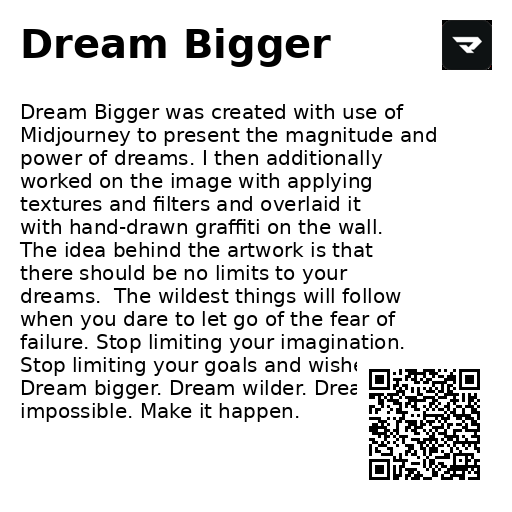 Dream Bigger
Dream Bigger was created with use of
Midjourney to present the magnitude and
power of dreams. I then additionally
worked on the image with applying
textures and filters and overlaid it
with hand-drawn graffiti on the wall.
The idea behind the artwork is that
there should be no limits to your
dreams.  The wildest things will follow
when you dare to let go of the fear of
failure. Stop limiting your imagination.
Stop limiting your goals and
Dream bigger. Dream wilder.
impossible. Make it happen.